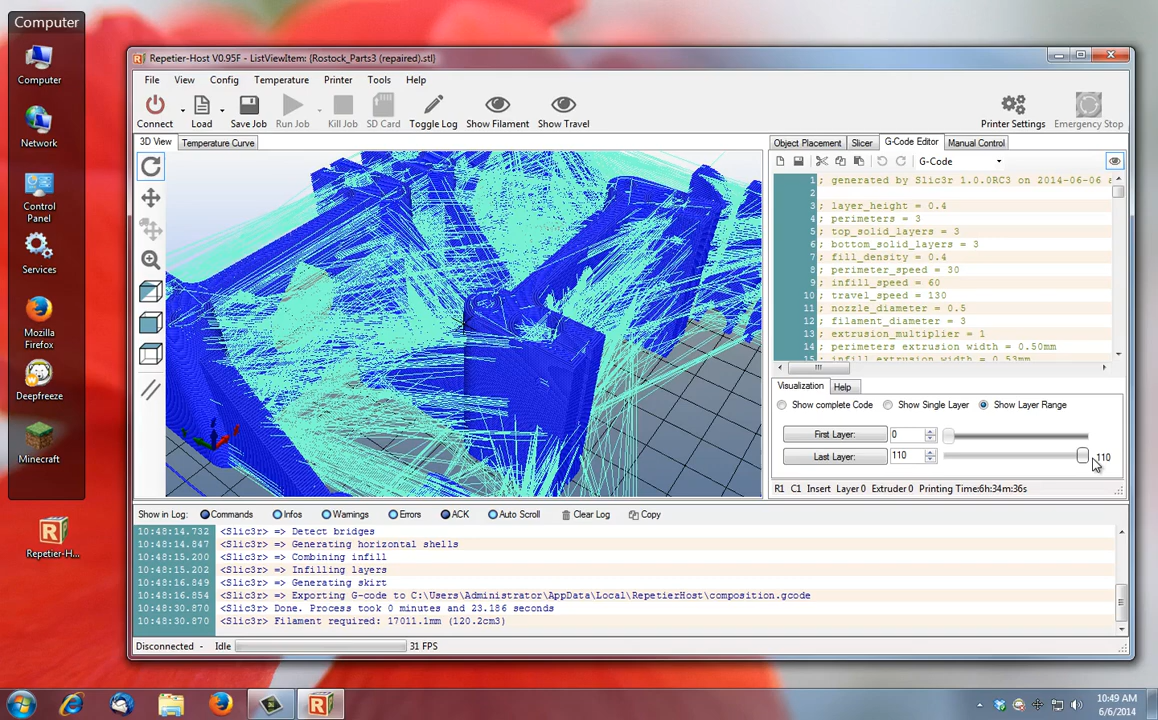 Computer
Computer
Network
Control
Panel
Services
Mozilla
Firefox
Deepfreeze
Minecraft
Repetier-H...
Repetier-Host V0.95F - ListViewItem: {Rostock_Parts3 (repaired).stl}
File View Config Temperature Printer Tools Help
Connect Load Save Job Run Job Kill Job SD Card Toggle Log Show Filament Show Travel Printer Settings Emergency Stop
3D View Temperature Curve
Object Placement Slicer G-Code Editor Manual Control
G-Code
1 ; generated by Slic3r 1.0.0RC3 on 2014-06-06 a
2
3 ; layer_height = 0.4
4 ; perimeters = 3
5 ; top_solid_layers = 3
6 ; bottom_solid_layers = 3
7 ; fill_density = 0.4
8 ; perimeter_speed = 30
9 ; infill_speed = 60
10 ; travel_speed = 130
11 ; nozzle_diameter = 0.5
12 ; filament_diameter = 3
13 ; extrusion_multiplier = 1
14 ; perimeters extrusion width = 0.50mm
15 ; infill extrusion width = 0.53mm
Visualization Help
Show complete Code Show Single Layer Show Layer Range
First Layer: 0
Last Layer: 110 110
R1 C1 Insert Layer 0 Extruder 0 Printing Time:6h:34m:36s
Show in Log: Commands Infos Warnings Errors ACK Auto Scroll Clear Log Copy
10:48:14.732 <Slic3r> => Detect bridges
10:48:14.847 <Slic3r> => Generating horizontal shells
10:48:15.200 <Slic3r> => Combining infill
10:48:15.202 <Slic3r> => Infilling layers
10:48:16.849 <Slic3r> => Generating skirt
10:48:16.854 <Slic3r> => Exporting G-code to C:\Users\Administrator\AppData\Local\RepetierHost\composition.gcode
10:48:30.870 <Slic3r> Done. Process took 0 minutes and 23.186 seconds
10:48:30.870 <Slic3r> Filament required: 17011.1mm (120.2cm3)
Disconnected - Idle 31 FPS
10:49 AM
6/6/2014